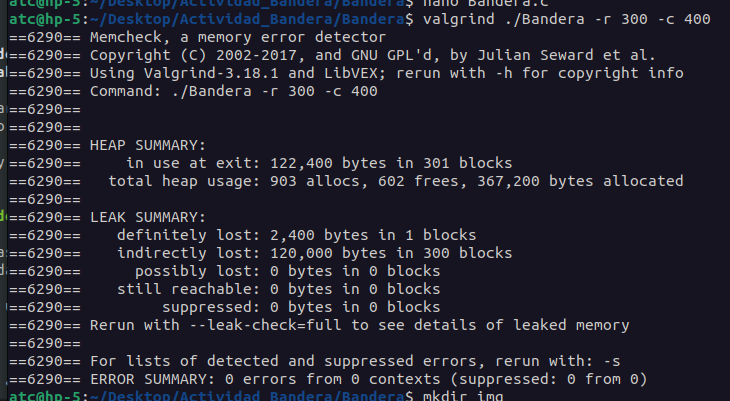 atc@hp-5:~/Desktop/Actividad_Bandera/Bandera$ nano Bandera.c
atc@hp-5:~/Desktop/Actividad_Bandera/Bandera$ valgrind ./Bandera -r 300 -c 400
==6290== Memcheck, a memory error detector
==6290== Copyright (C) 2002-2017, and GNU GPL'd, by Julian Seward et al.
==6290== Using Valgrind-3.18.1 and LibVEX; rerun with -h for copyright info
==6290== Command: ./Bandera -r 300 -c 400
==6290==
==6290==
==6290== HEAP SUMMARY:
==6290==     in use at exit: 122,400 bytes in 301 blocks
==6290==   total heap usage: 903 allocs, 602 frees, 367,200 bytes allocated
==6290==
==6290== LEAK SUMMARY:
==6290==    definitely lost: 2,400 bytes in 1 blocks
==6290==    indirectly lost: 120,000 bytes in 300 blocks
==6290==      possibly lost: 0 bytes in 0 blocks
==6290==    still reachable: 0 bytes in 0 blocks
==6290==         suppressed: 0 bytes in 0 blocks
==6290== Rerun with --leak-check=full to see details of leaked memory
==6290==
==6290== For lists of detected and suppressed errors, rerun with: -s
==6290== ERROR SUMMARY: 0 errors from 0 contexts (suppressed: 0 from 0)
atc@hp-5:~/Desktop/Actividad_Bandera/Bandera$ mkdir img